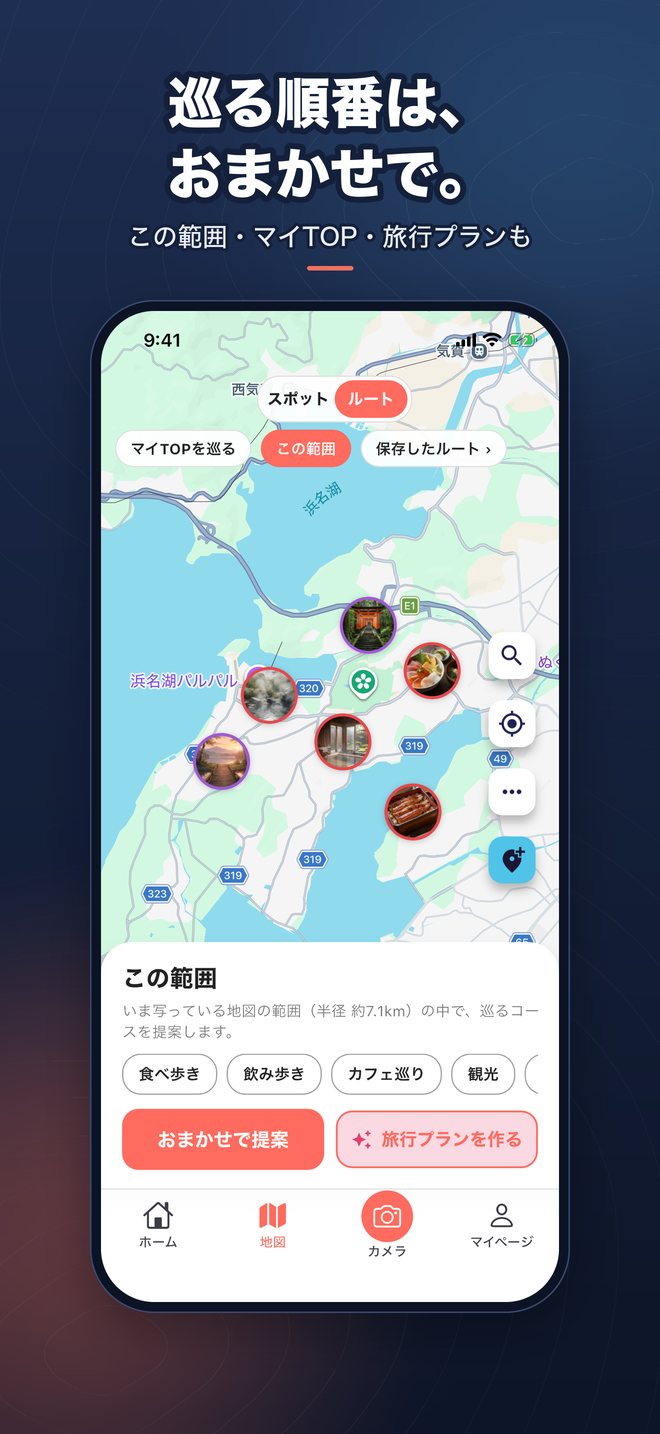 巡る順番は、
おまかせで。
この範囲・マイTOP・旅行プランも
9:41
気賀
西気
スポット ルート
マイTOPを巡る この範囲 保存したルート ›
浜名湖
E1
浜名湖パルパル
ぬく
320
319
49
319
319
323
65
この範囲
いま写っている地図の範囲（半径 約7.1km）の中で、巡るコー
スを提案します。
食べ歩き 飲み歩き カフェ巡り 観光
おまかせで提案 旅行プランを作る
ホーム 地図 カメラ マイページ